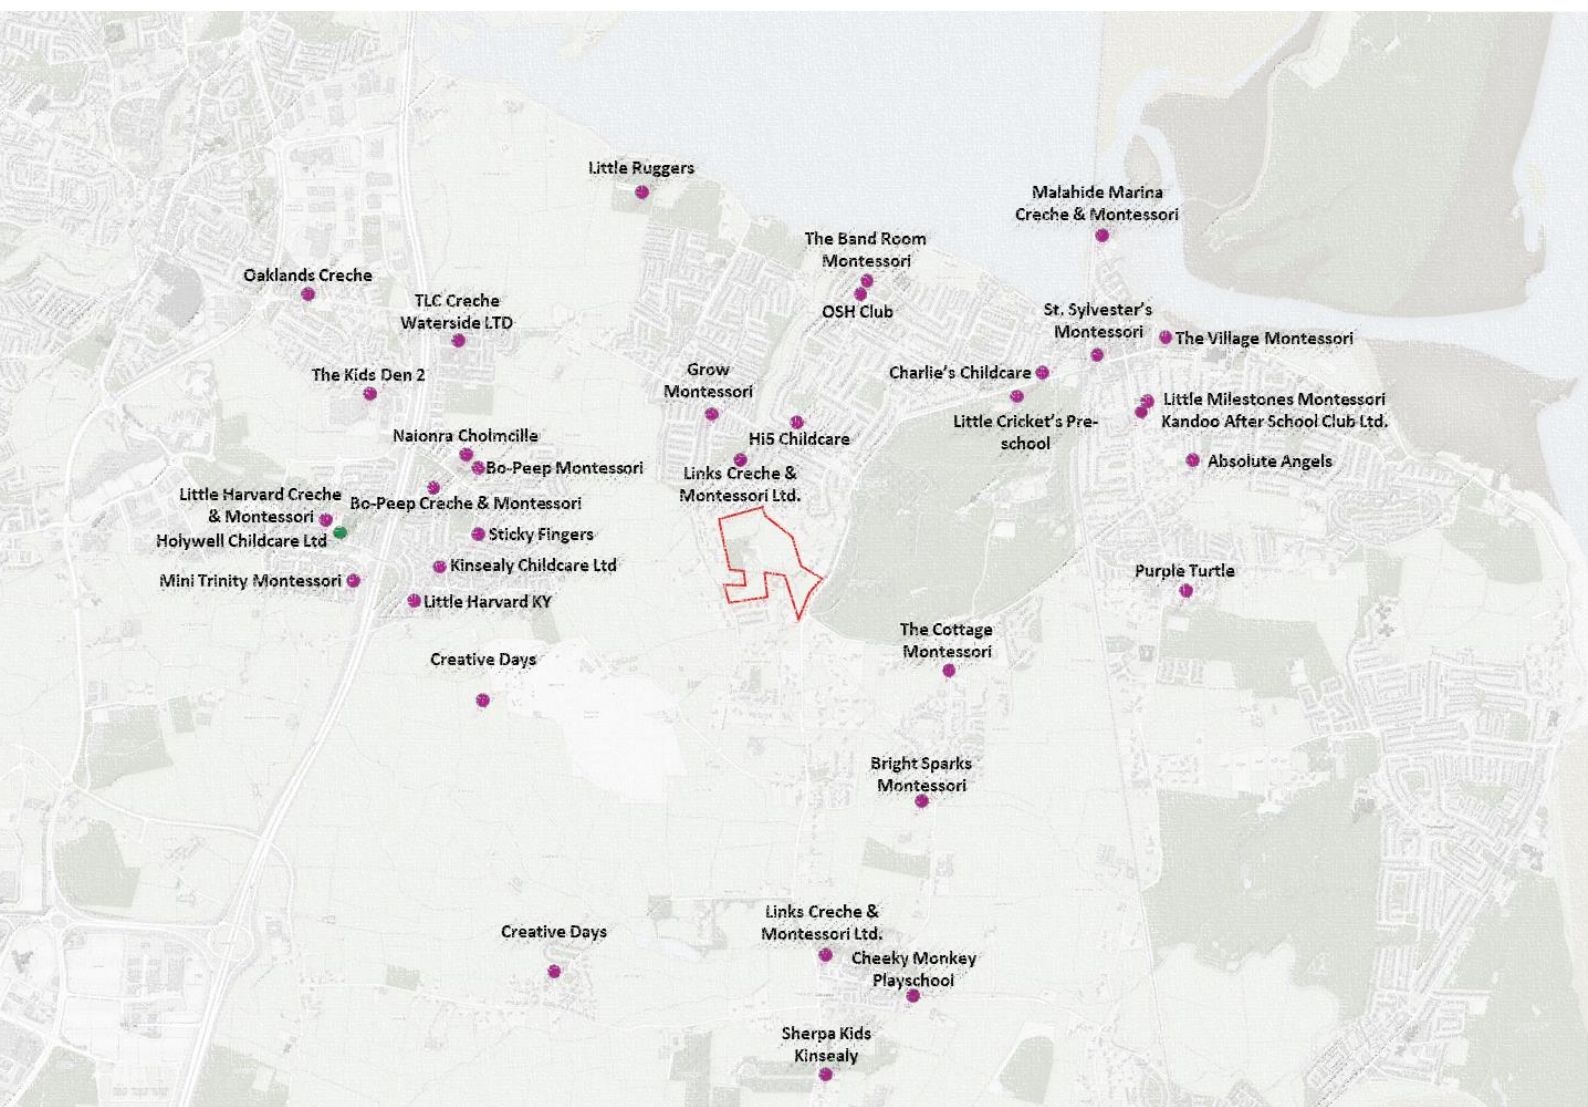 Little Ruggers
Malahide Marina
Creche & Montessori
The Band Room
Montessori
OSH Club
Oaklands Creche
TLC Creche
Waterside LTD
St. Sylvester's
Montessori
The Village Montessori
The Kids Den 2
Grow
Montessori
Charlie's Childcare
Little Cricket's Pre-
school
Little Milestones Montessori
Kandoo After School Club Ltd.
Naionra Cholmcille
Hi5 Childcare
Bo-Peep Montessori
Links Creche &
Montessori Ltd.
Absolute Angels
Little Harvard Creche
& Montessori
Bo-Peep Creche & Montessori
Holywell Childcare Ltd
Sticky Fingers
Mini Trinity Montessori
Kinsealy Childcare Ltd
Little Harvard KY
Purple Turtle
The Cottage
Montessori
Creative Days
Bright Sparks
Montessori
Links Creche &
Montessori Ltd.
Creative Days
Cheeky Monkey
Playschool
Sherpa Kids
Kinsealy